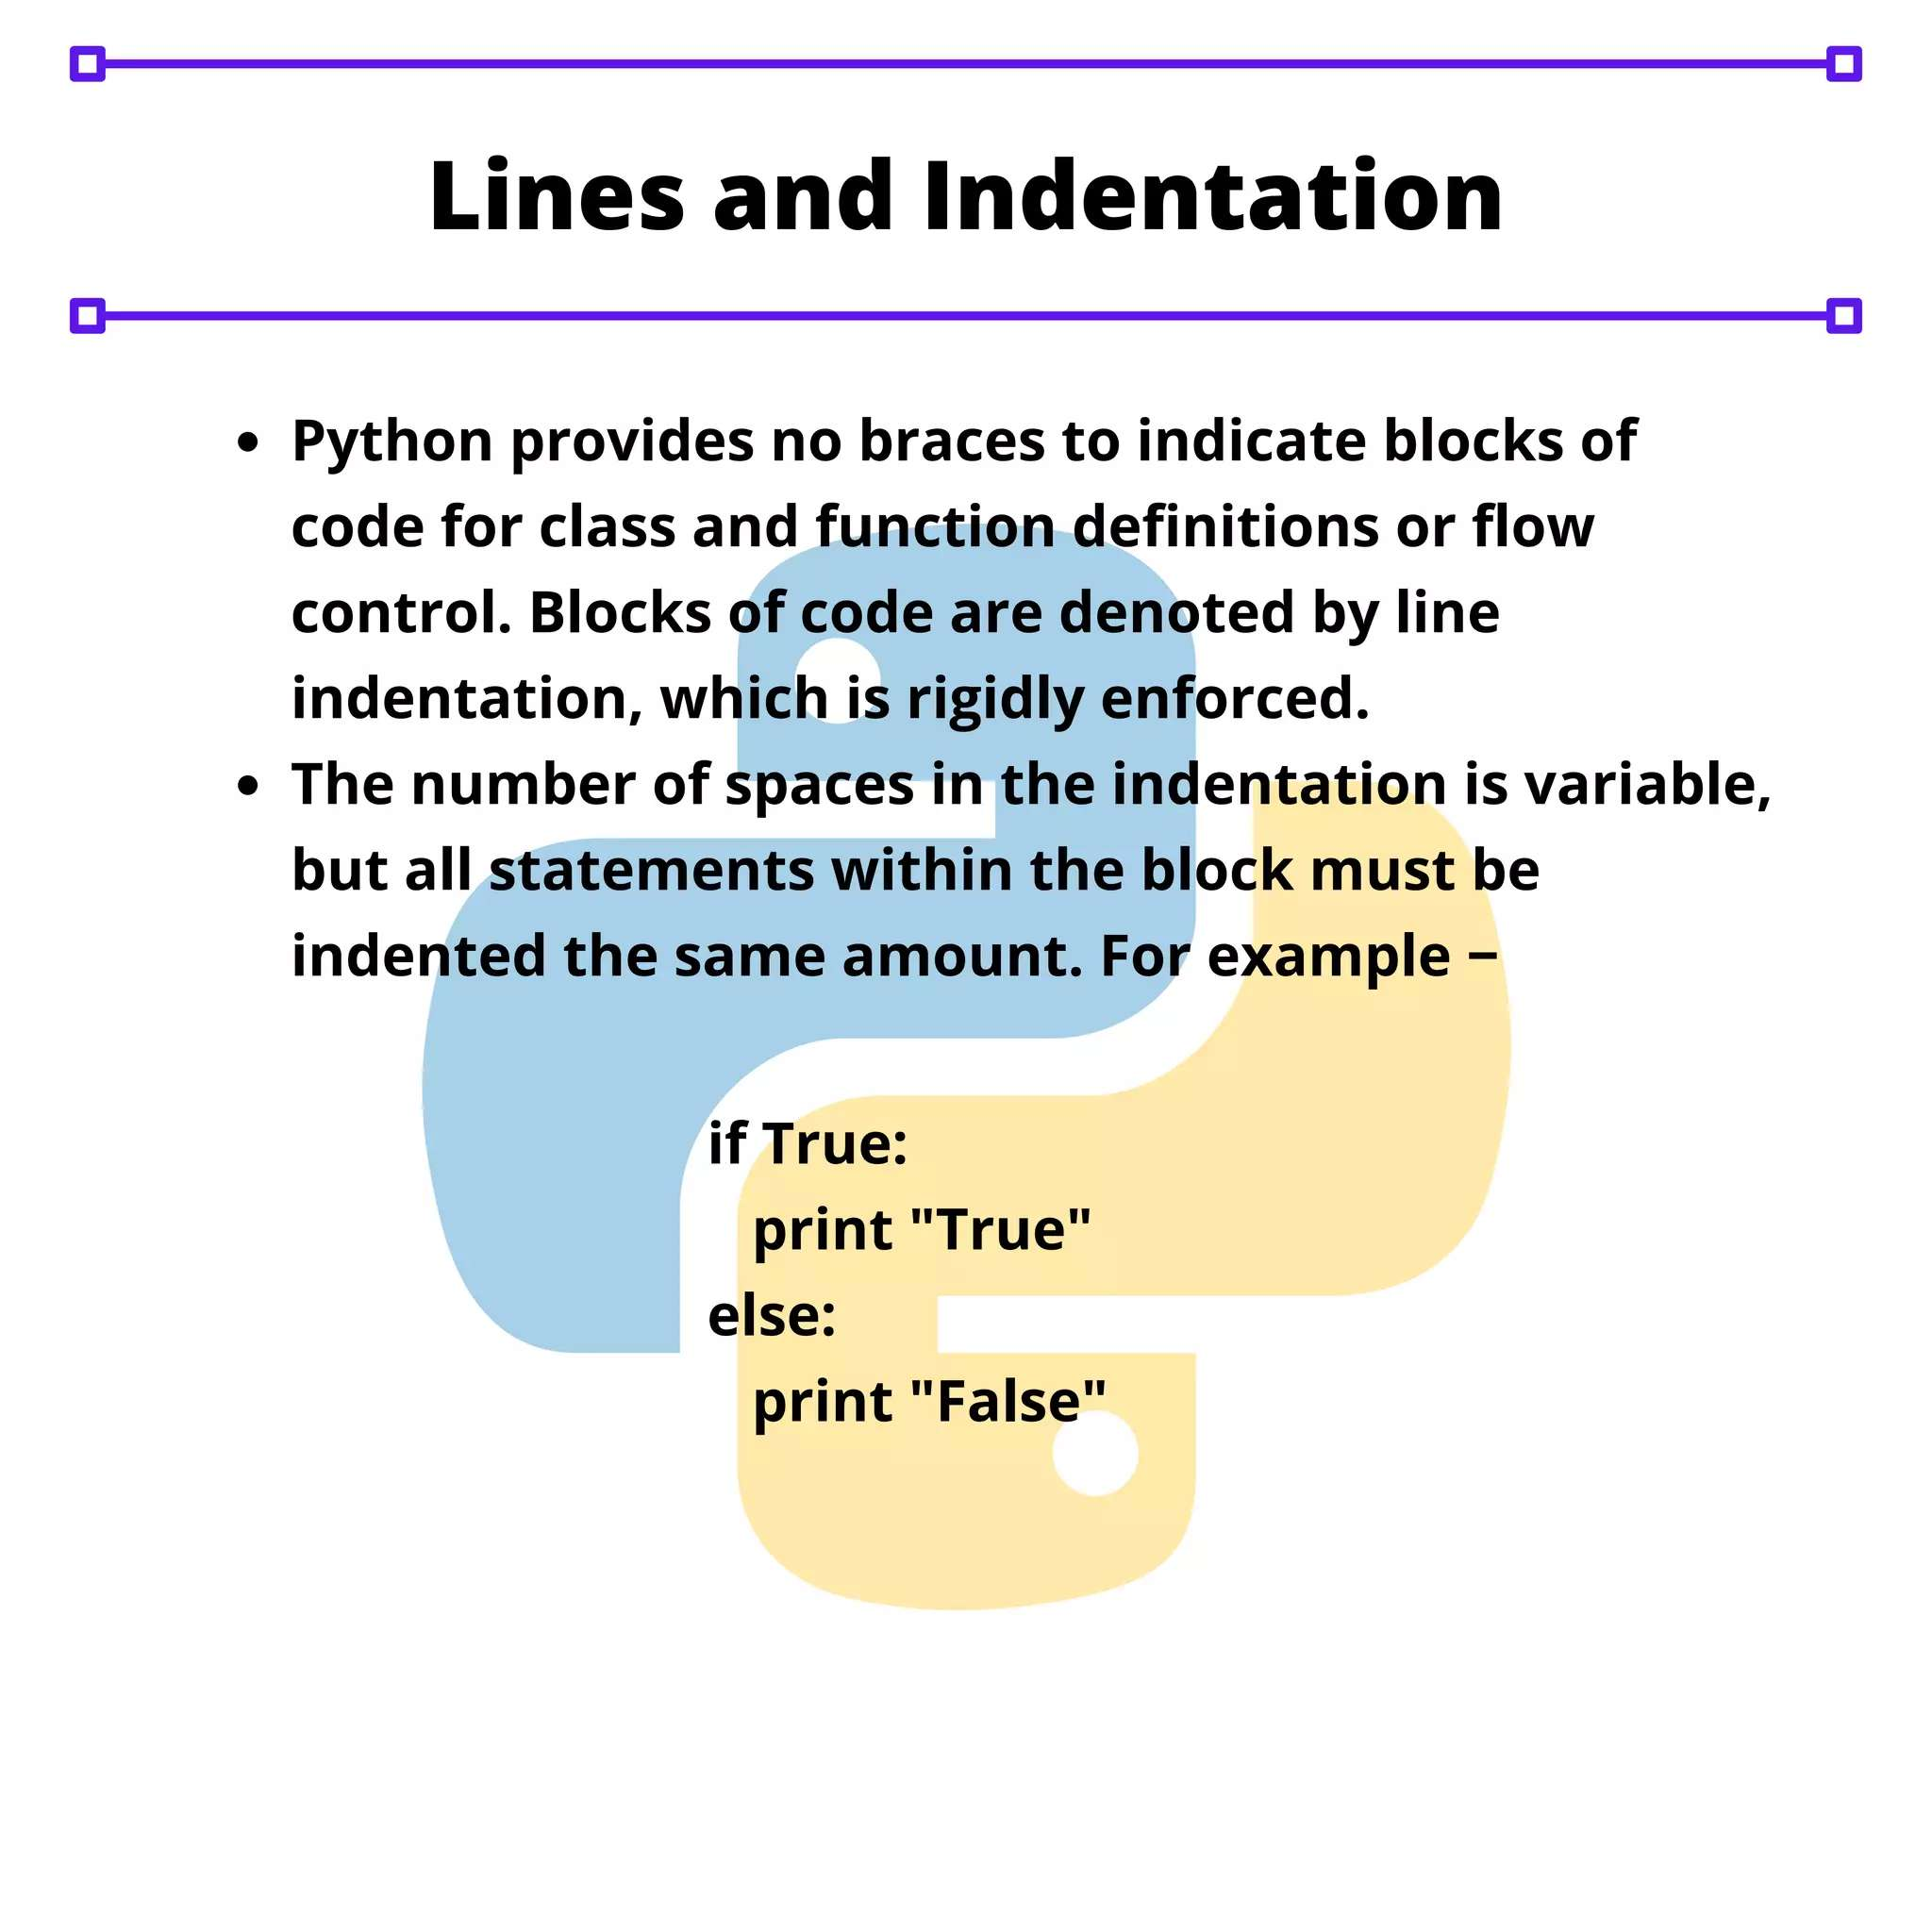 Lines and Indentation
• Python provides no braces to indicate blocks of
code for class and function definitions or flow
control. Blocks of code are denoted by line
indentation, which is rigidly enforced.
• The number of spaces in the indentation is variable,
but all statements within the block must be
indented the same amount. For example −
if True:
   print "True"
else:
   print "False"